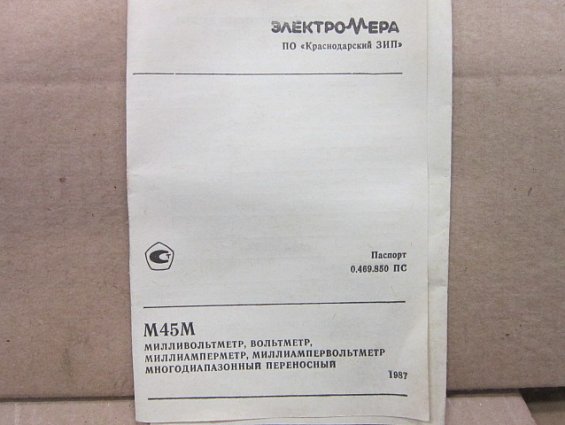 ЭЛЕКТРОМЕРА
ПО «Краснодарский ЗИП»
Паспорт
0.469.850 ПС
М45М
МИЛЛИВОЛЬТМЕТР, ВОЛЬТМЕТР,
МИЛЛИАМПЕРМЕТР, МИЛЛИАМПЕРВОЛЬТМЕТР
МНОГОДИАПАЗОННЫЙ ПЕРЕНОСНЫЙ
1987